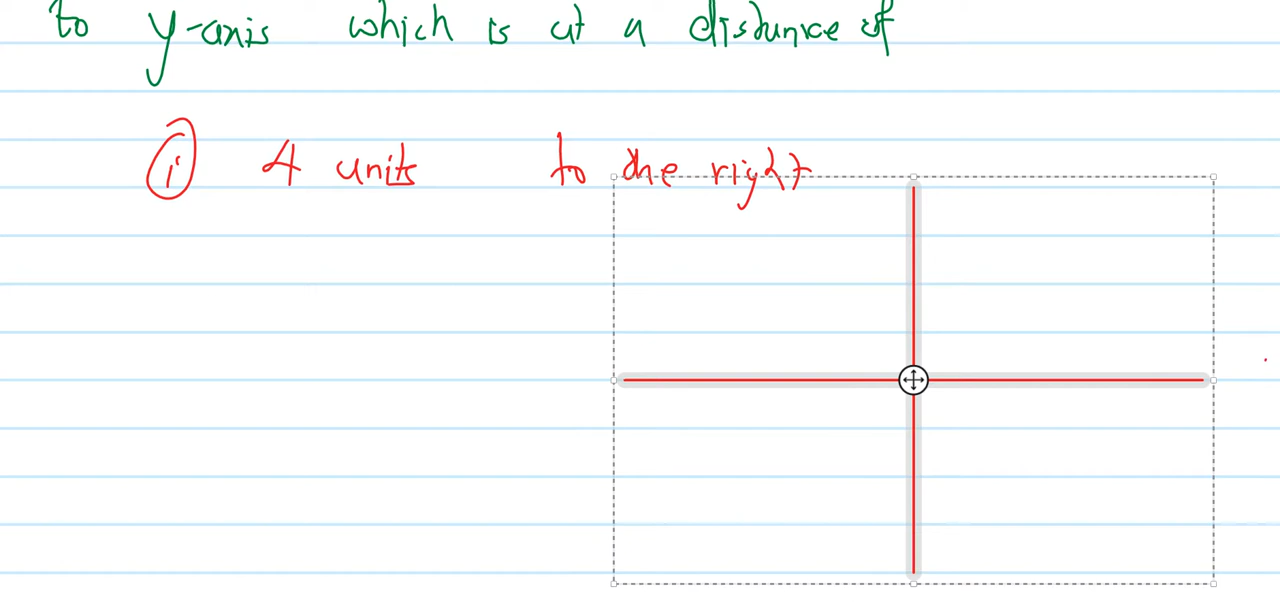 to y-axis which is at a distance of
(i) 4 units to the right